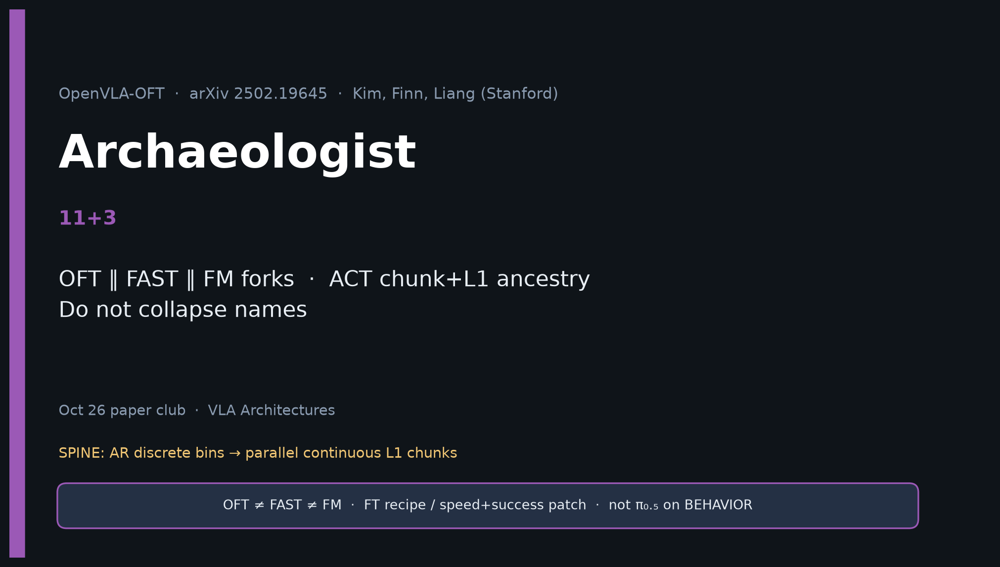 OpenVLA-OFT · arXiv 2502.19645 · Kim, Finn, Liang (Stanford)
Archaeologist
11+3
OFT ∥ FAST ∥ FM forks · ACT chunk+L1 ancestry
Do not collapse names
Oct 26 paper club · VLA Architectures
SPINE: AR discrete bins → parallel continuous L1 chunks
OFT ≠ FAST ≠ FM · FT recipe / speed+success patch · not π₀.₅ on BEHAVIOR